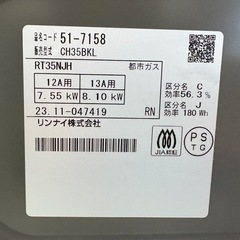 品名コード 51-7158
販売型式 CH35BKL
RT35NJH 都市ガス
12A用 13A用
7.55 kW 8.10 kW
区分名 C
効率56.3%
区分名 J
効率 180 Wh
23.11-047419 RN
リンナイ株式会社
JIA認証
PS
TG